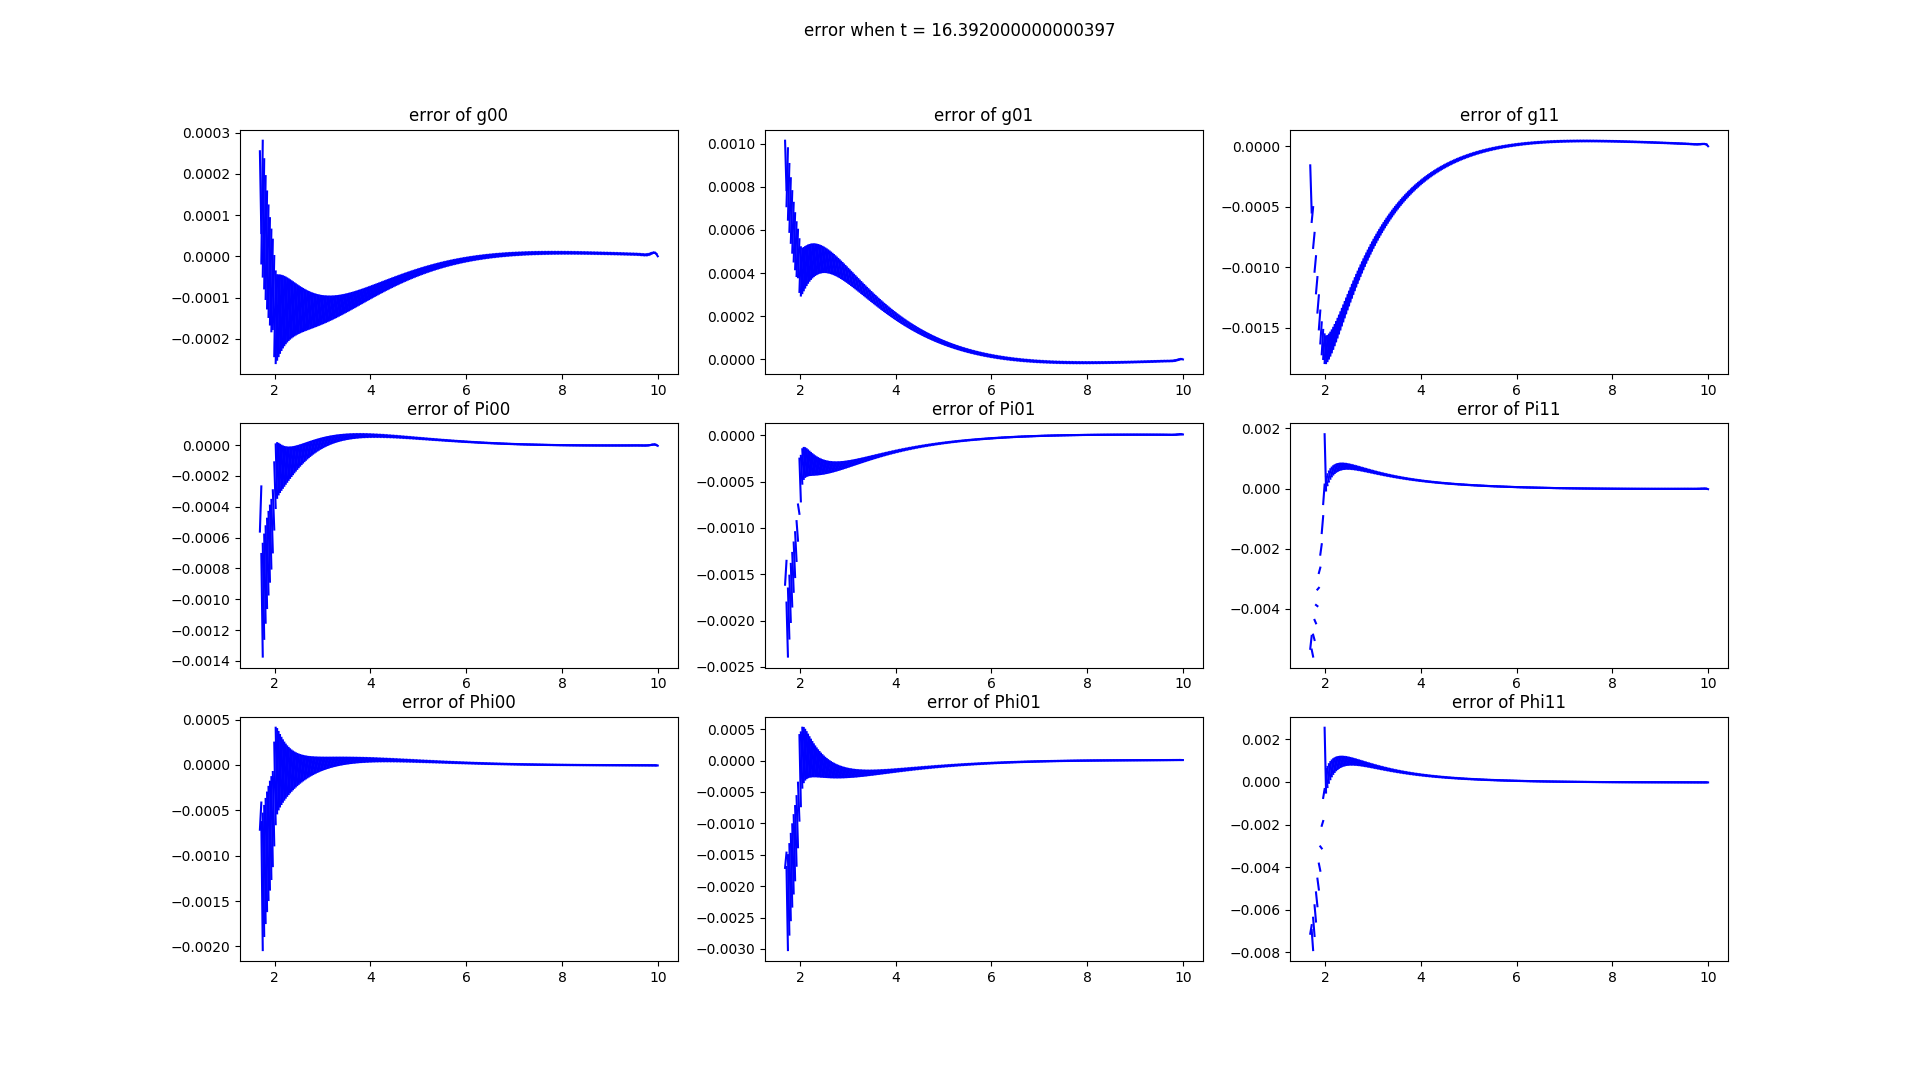 error when t = 16.392000000000397
error of g00
error of g01
error of g11
0.0003
0.0002
0.0001
0.0000
−0.0001
−0.0002
2 4 6 8 10
0.0010
0.0008
0.0006
0.0004
0.0002
0.0000
2 4 6 8 10
0.0000
−0.0005
−0.0010
−0.0015
2 4 6 8 10
error of Pi00
error of Pi01
error of Pi11
0.0000
−0.0002
−0.0004
−0.0006
−0.0008
−0.0010
−0.0012
−0.0014
2 4 6 8 10
0.0000
−0.0005
−0.0010
−0.0015
−0.0020
−0.0025
2 4 6 8 10
0.002
0.000
−0.002
−0.004
2 4 6 8 10
error of Phi00
error of Phi01
error of Phi11
0.0005
0.0000
−0.0005
−0.0010
−0.0015
−0.0020
2 4 6 8 10
0.0005
0.0000
−0.0005
−0.0010
−0.0015
−0.0020
−0.0025
−0.0030
2 4 6 8 10
0.002
0.000
−0.002
−0.004
−0.006
−0.008
2 4 6 8 10